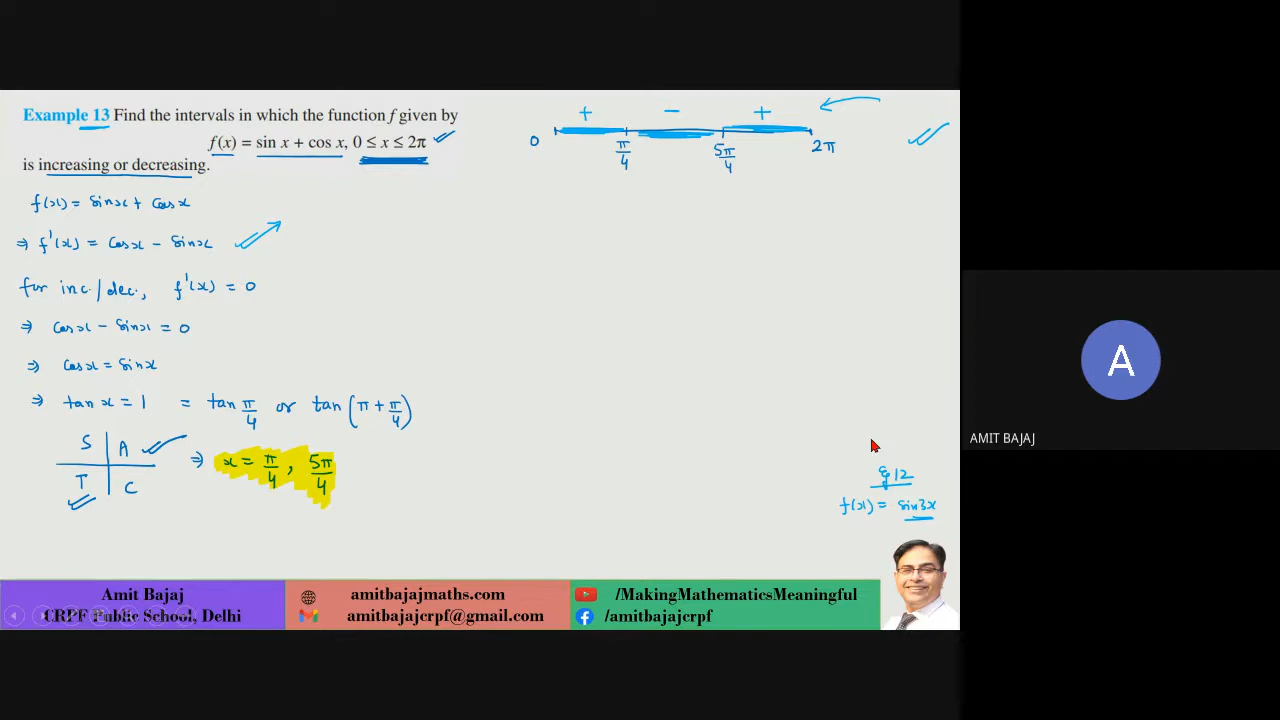 Example 13 Find the intervals in which the function f given by
f(x) = sin x + cos x, 0 ≤ x ≤ 2π
is increasing or decreasing.
+ − +
0 π/4 5π/4 2π
f(x) = sinx + cosx
⇒ f'(x) = cosx − sinx
for inc./dec., f'(x) = 0
⇒ cosx − sinx = 0
⇒ cosx = sinx
⇒ tan x = 1 = tan π/4 or tan (π + π/4)
S A
T C
⇒ x = π/4, 5π/4
eg 12
f(x) = sin3x
A
AMIT BAJAJ
Amit Bajaj
CRPF Public School, Delhi
amitbajajmaths.com
amitbajajcrpf@gmail.com
/MakingMathematicsMeaningful
/amitbajajcrpf